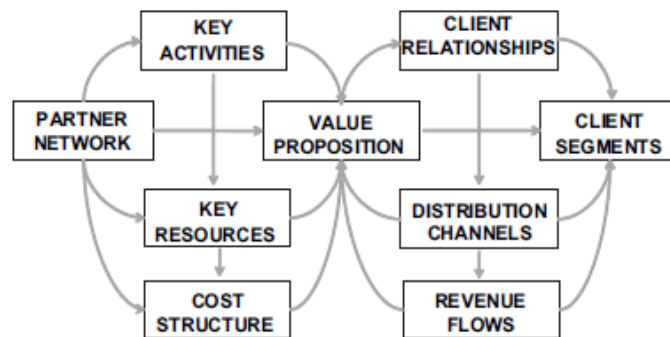 KEY
ACTIVITIES
CLIENT
RELATIONSHIPS
PARTNER
NETWORK
VALUE
PROPOSITION
CLIENT
SEGMENTS
KEY
RESOURCES
DISTRIBUTION
CHANNELS
COST
STRUCTURE
REVENUE
FLOWS